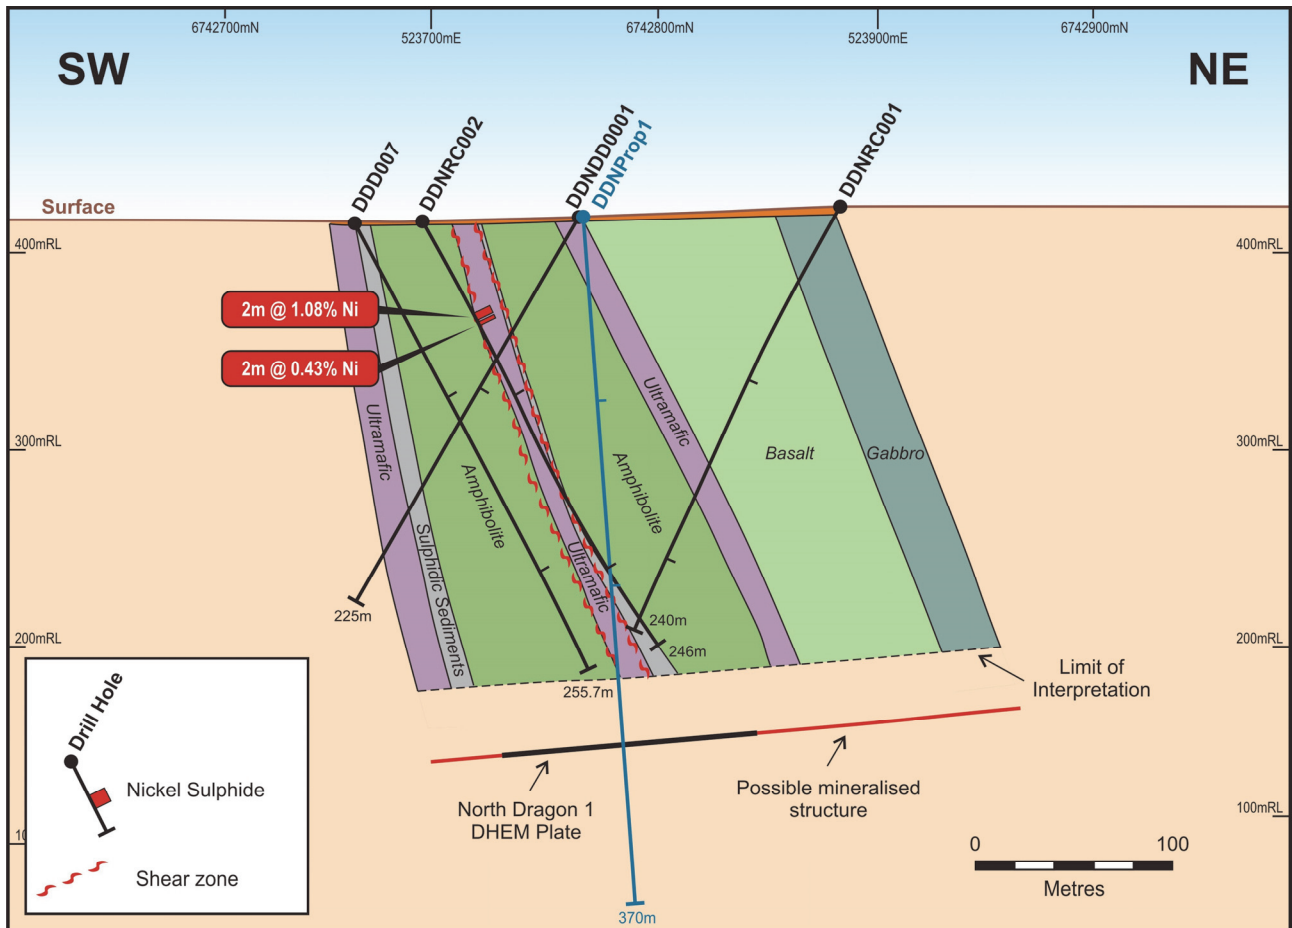 6742700mN
523700mE
6742800mN
523900mE
6742900mN
SW
NE
DDD007
DDNRC002
DDNDD0001
DDNProp1
DDNRC001
Surface
400mRL
400mRL
2m @ 1.08% Ni
2m @ 0.43% Ni
300mRL
300mRL
Ultramafic
Sulphidic Sediments
Amphibolite
Ultramafic
Amphibolite
Ultramafic
Basalt
Gabbro
225m
240m
246m
255.7m
200mRL
200mRL
Limit of
Interpretation
North Dragon 1
DHEM Plate
Possible mineralised
structure
100mRL
370m
0
100
Metres
Drill Hole
Nickel Sulphide
Shear zone